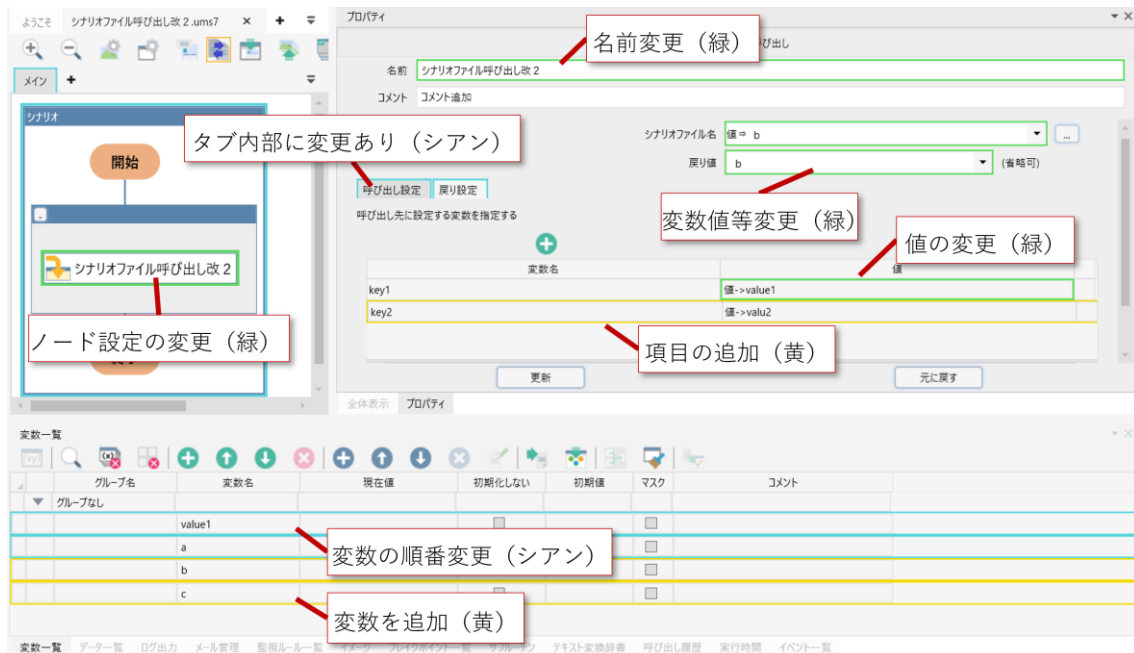 ようこそ シナリオファイル呼び出し改２.ums7 × +
プロパティ
名前変更（緑）
び出し
名前 シナリオファイル呼び出し改２
コメント コメント追加
メイン +
シナリオ
タブ内部に変更あり（シアン）
シナリオファイル名 値⇒ b ...
開始
戻り値 b (省略可)
呼び出し設定 戻り設定
呼び出し先に設定する変数を指定する
変数値等変更（緑）
値の変更（緑）
シナリオファイル呼び出し改２
変数名 値
key1 値->value1
key2 値->valu2
ノード設定の変更（緑）
項目の追加（黄）
更新 元に戻す
全体表示 プロパティ
変数一覧
グループ名 変数名 現在値 初期化しない 初期値 マスク コメント
グループなし
value1
a
変数の順番変更（シアン）
b
c
変数を追加（黄）
変数一覧 データ一覧 ログ出力 メール管理 監視ルール一覧 イメージ ブレイクポイント一覧 サブルーチン テキスト変換辞書 呼び出し履歴 実行時間 イベント一覧